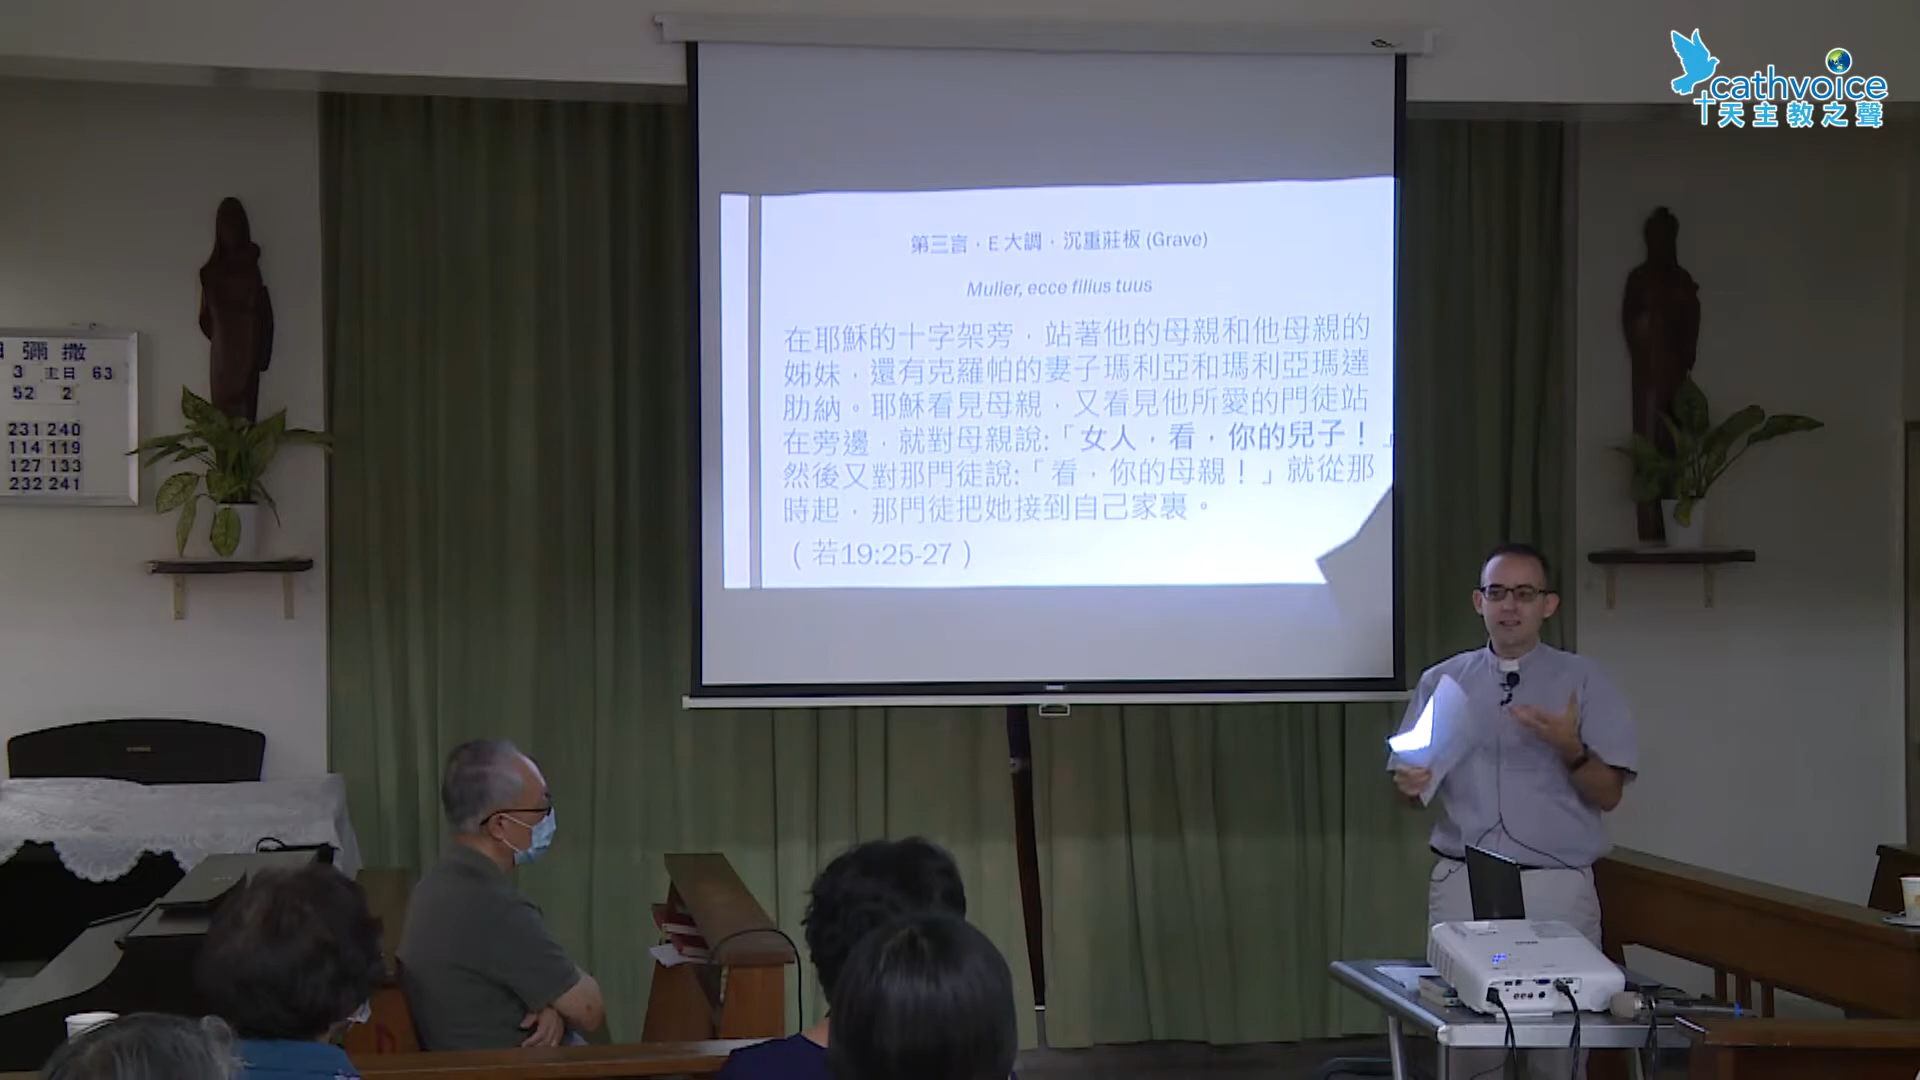 cathvoice
天主教之聲
第三言，E 大調，沉重莊板 (Grave)
Mulier, ecce filius tuus
在耶穌的十字架旁，站著他的母親和他母親的
姊妹，還有克羅帕的妻子瑪利亞和瑪利亞瑪達
肋納。耶穌看見母親，又看見他所愛的門徒站
在旁邊，就對母親說:「女人，看，你的兒子！」
然後又對那門徒說:「看，你的母親！」就從那
時起，那門徒把她接到自己家裏。
（若19:25-27）
彌撒
3 主日 63
52 2
231 240
114 119
127 133
232 241